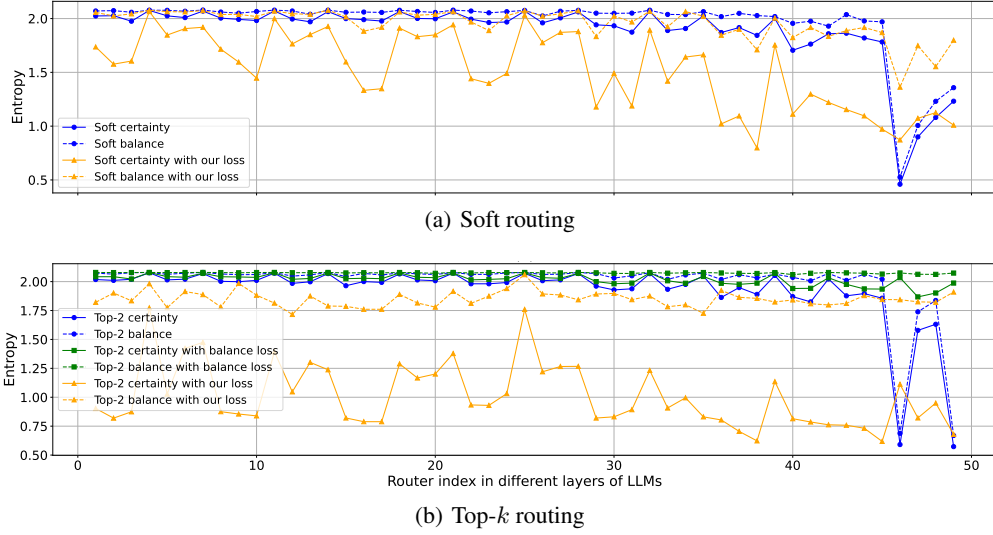 2.0
1.5
1.0
0.5
Entropy
Soft certainty
Soft balance
Soft certainty with our loss
Soft balance with our loss
(a) Soft routing
2.00
1.75
1.50
1.25
1.00
0.75
0.50
Entropy
Top-2 certainty
Top-2 balance
Top-2 certainty with balance loss
Top-2 balance with balance loss
Top-2 certainty with our loss
Top-2 balance with our loss
0 10 20 30 40 50
Router index in different layers of LLMs
(b) Top-k routing